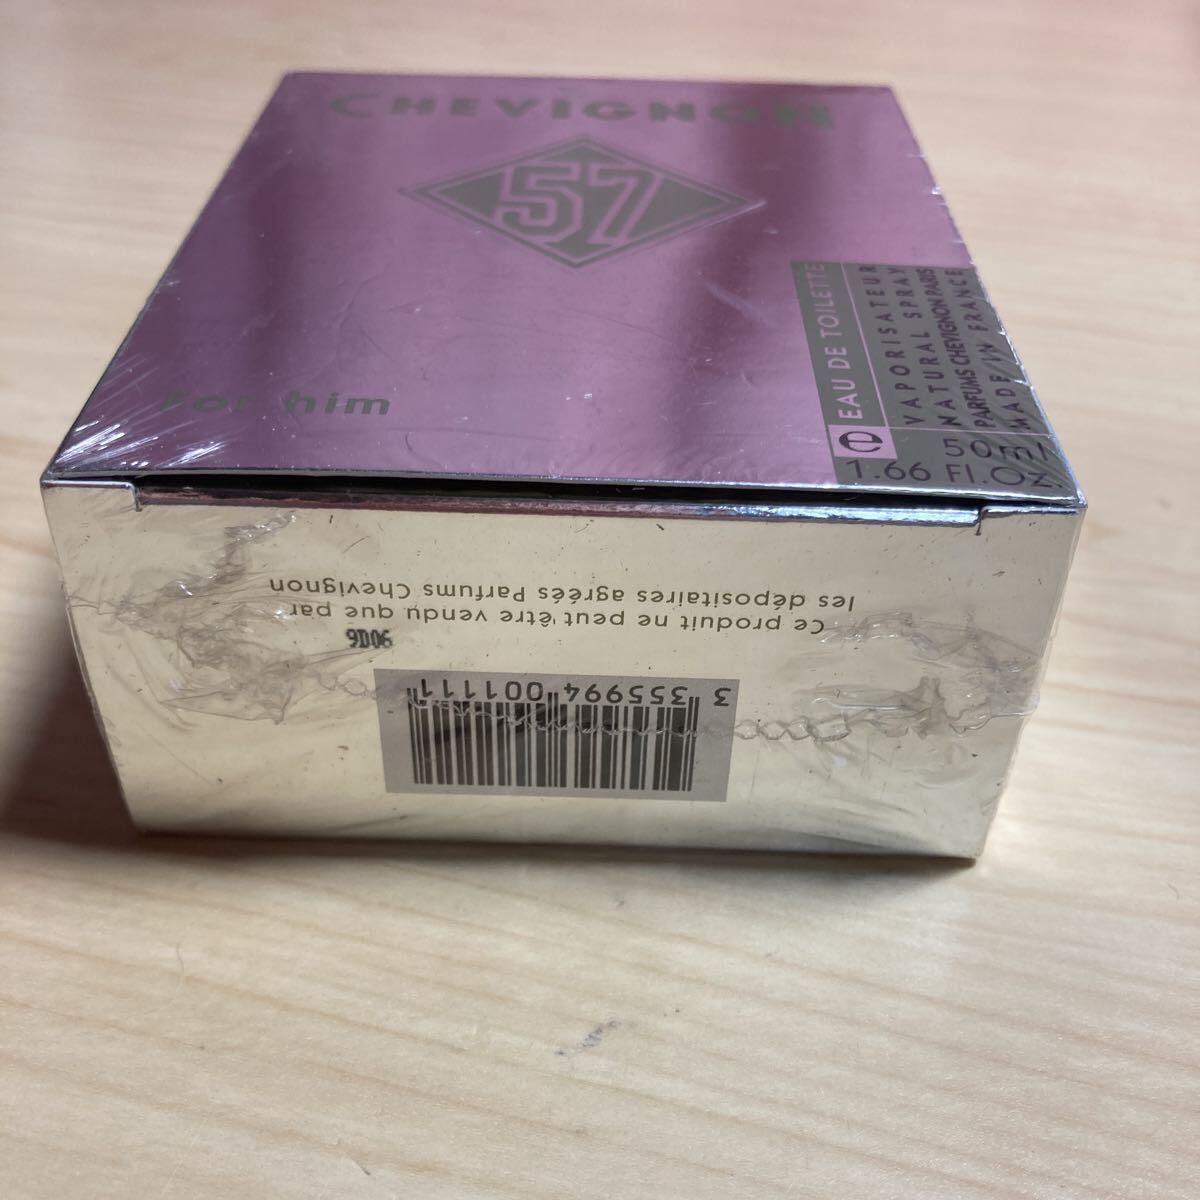 CHEVIGNON
57
For him
EAU DE TOILETTE
VAPORISATEUR
NATURAL SPRAY
PARFUMS CHEVIGNON PARIS
MADE IN FRANCE
50ml
1.66 Fl.OZ.
Ce produit ne peut être vendu que par
les dépositaires agréés Parfums Chevignon
9D06
3 355994 001111